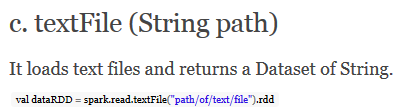 c. textFile (String path)
It loads text files and returns a Dataset of String.
val dataRDD = spark.read.textFile("path/of/text/file").rdd